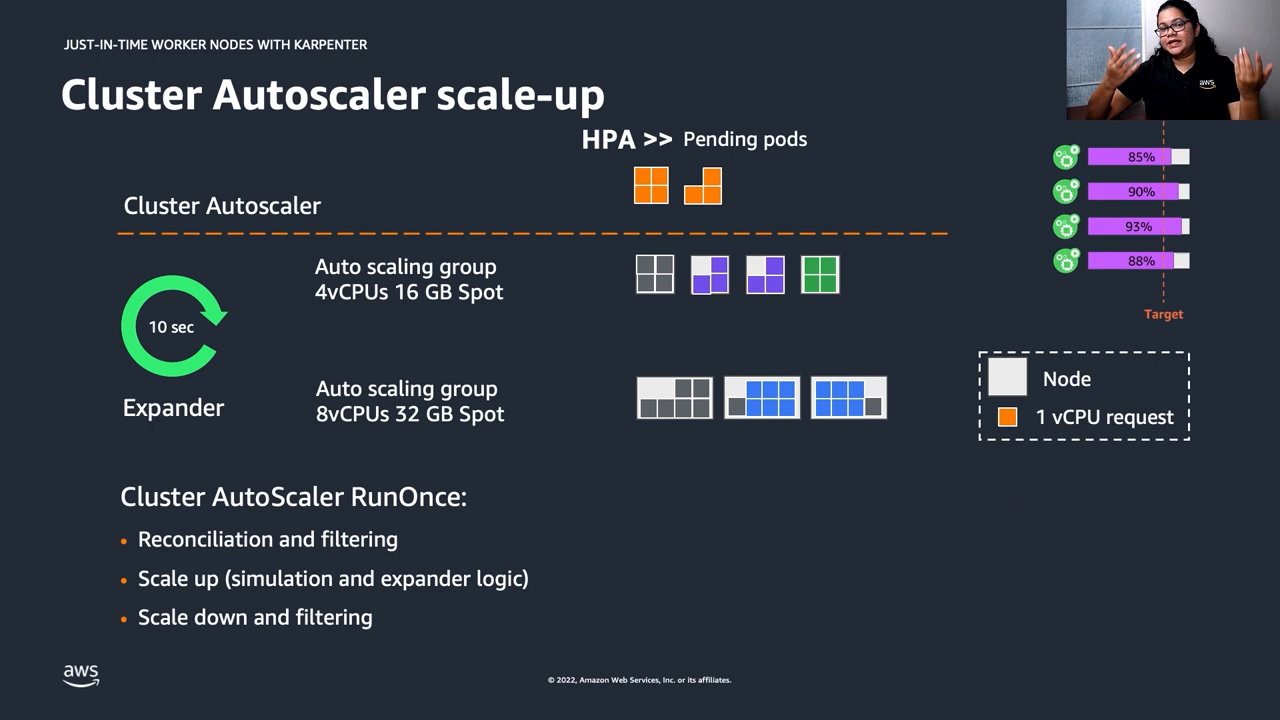 JUST-IN-TIME WORKER NODES WITH KARPENTER
Cluster Autoscaler scale-up
aws
HPA >> Pending pods
85%
90%
93%
88%
Target
Cluster Autoscaler
10 sec
Expander
Auto scaling group
4vCPUs 16 GB Spot
Auto scaling group
8vCPUs 32 GB Spot
Node
1 vCPU request
Cluster AutoScaler RunOnce:
• Reconciliation and filtering
• Scale up (simulation and expander logic)
• Scale down and filtering
aws
© 2022, Amazon Web Services, Inc. or its affiliates.